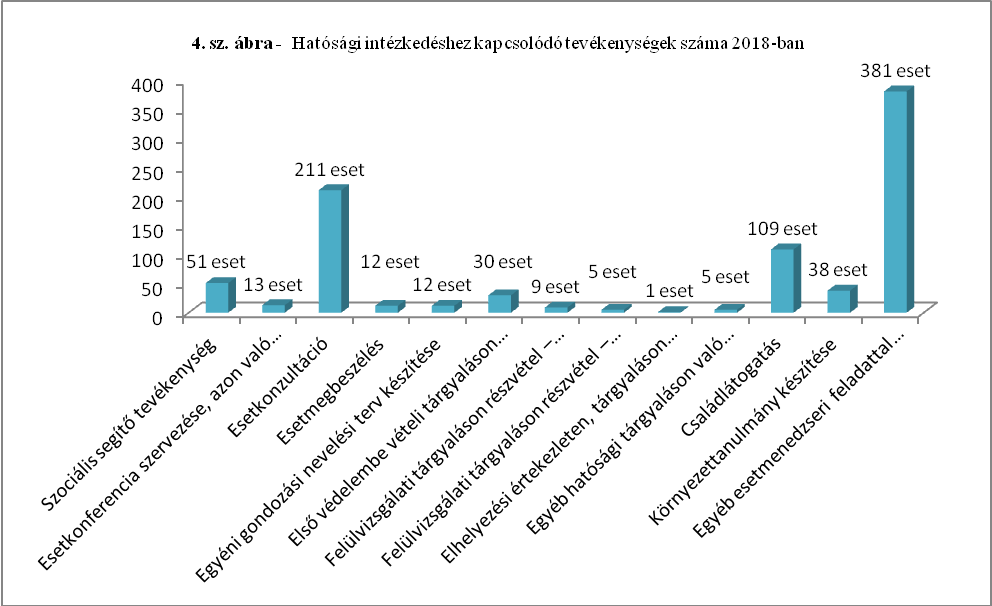 4. sz. ábra - Hatósági intézkedéshez kapcsolódó tevékenységek száma 2018-ban
400
350
300
250
200
150
100
50
0
51 eset
13 eset
211 eset
12 eset
12 eset
30 eset
9 eset
5 eset
1 eset
5 eset
109 eset
38 eset
381 eset
Szociális segítő tevékenység
Esetkonferencia szervezése, azon való...
Esetkonzultáció
Esetmegbeszélés
Egyéni gondozási nevelési terv készítése
Első védelembe vételi tárgyaláson...
Felülvizsgálati tárgyaláson részvétel –...
Felülvizsgálati tárgyaláson részvétel –...
Elhelyezési értekezleten, tárgyaláson...
Egyéb hatósági tárgyaláson való...
Családlátogatás
Környezettanulmány készítése
Egyéb esetmenedzseri feladattal...